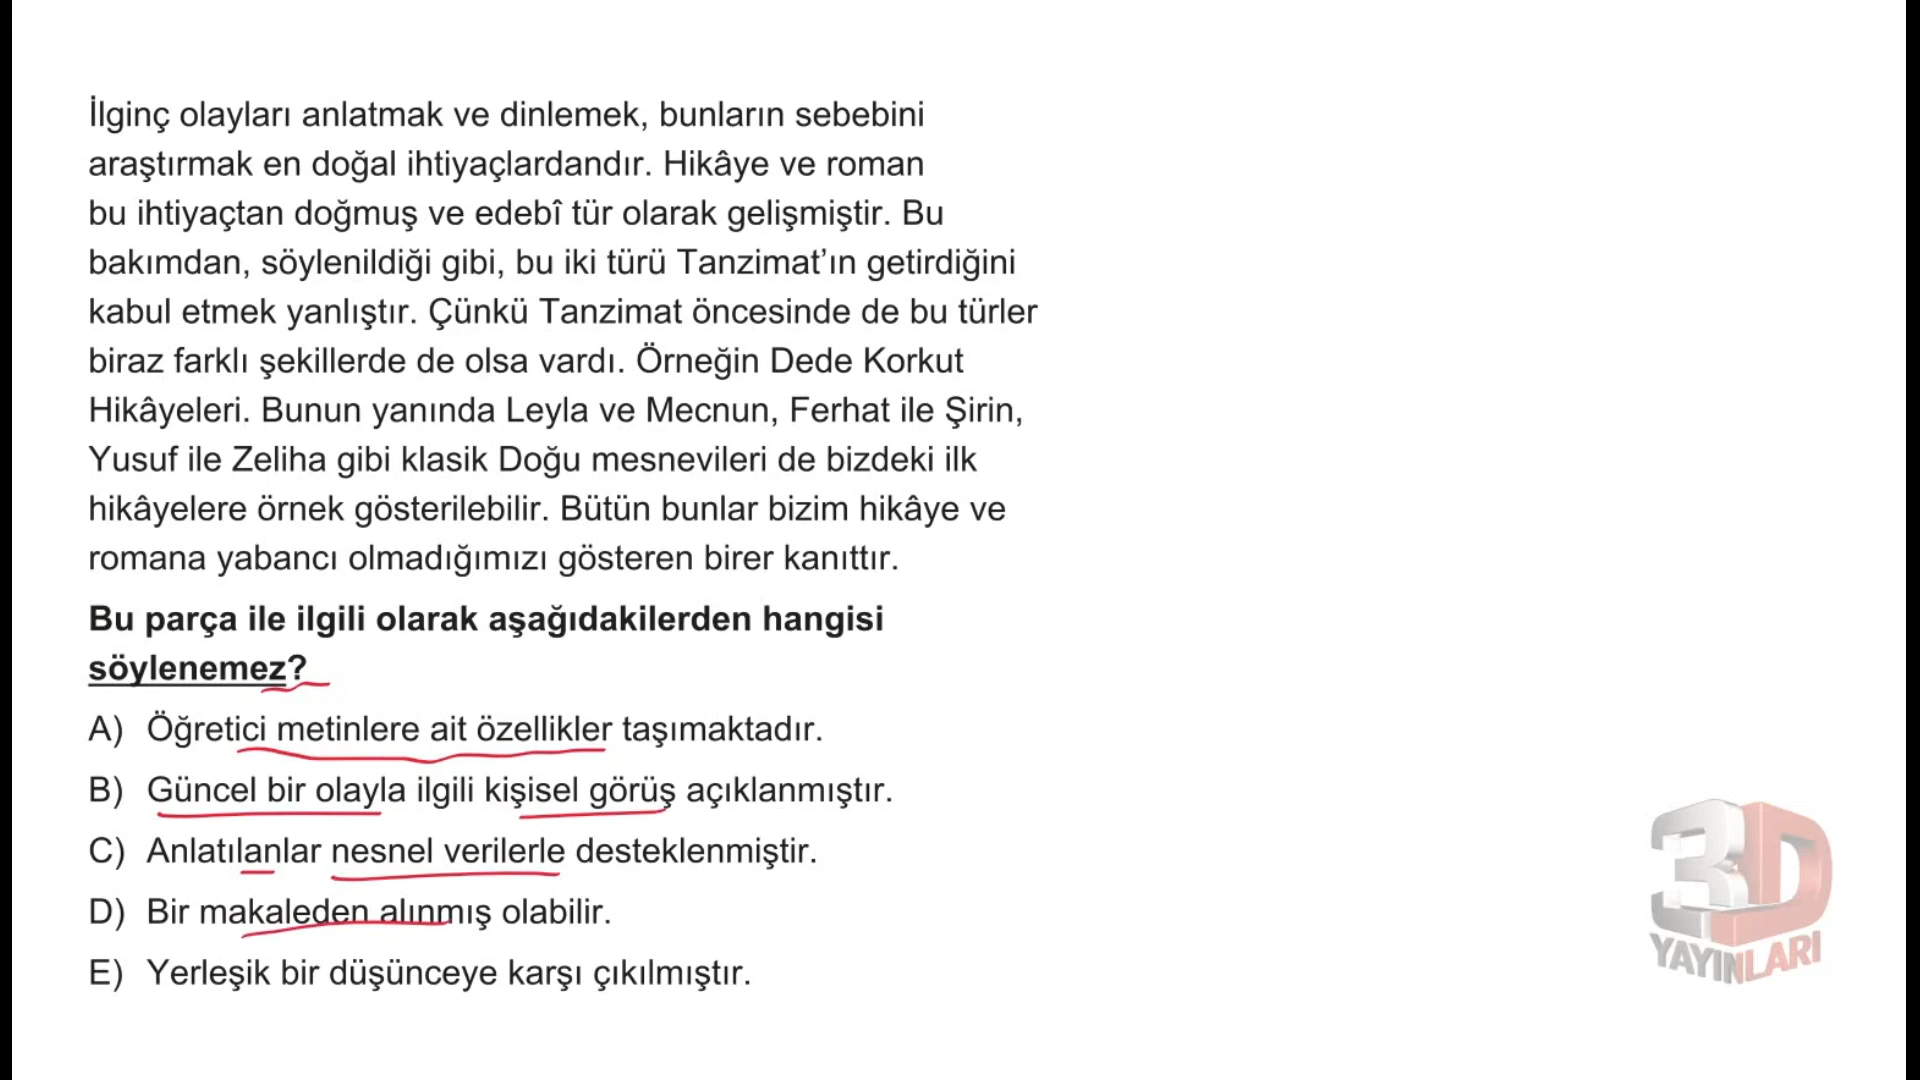 İlginç olayları anlatmak ve dinlemek, bunların sebebini
araştırmak en doğal ihtiyaçlardandır. Hikâye ve roman
bu ihtiyaçtan doğmuş ve edebî tür olarak gelişmiştir. Bu
bakımdan, söylenildiği gibi, bu iki türü Tanzimat’ın getirdiğini
kabul etmek yanlıştır. Çünkü Tanzimat öncesinde de bu türler
biraz farklı şekillerde de olsa vardı. Örneğin Dede Korkut
Hikâyeleri. Bunun yanında Leyla ve Mecnun, Ferhat ile Şirin,
Yusuf ile Zeliha gibi klasik Doğu mesnevileri de bizdeki ilk
hikâyelere örnek gösterilebilir. Bütün bunlar bizim hikâye ve
romana yabancı olmadığımızı gösteren birer kanıttır.
Bu parça ile ilgili olarak aşağıdakilerden hangisi
söylenemez?
A) Öğretici metinlere ait özellikler taşımaktadır.
B) Güncel bir olayla ilgili kişisel görüş açıklanmıştır.
C) Anlatılanlar nesnel verilerle desteklenmiştir.
D) Bir makaleden alınmış olabilir.
E) Yerleşik bir düşünceye karşı çıkılmıştır.
3D
YAYINLARI